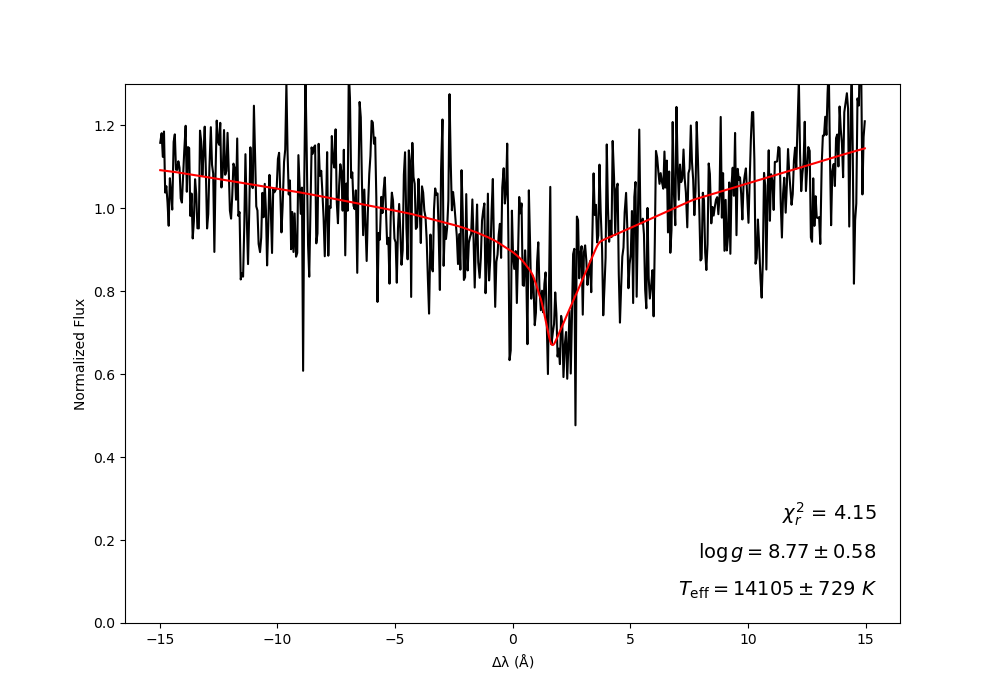 1.2
1.0
0.8
0.6
0.4
0.2
0.0
Normalized Flux
χ²ᵣ = 4.15
log g = 8.77 ± 0.58
T_eff = 14105 ± 729 K
−15 −10 −5 0 5 10 15
Δλ (Å)